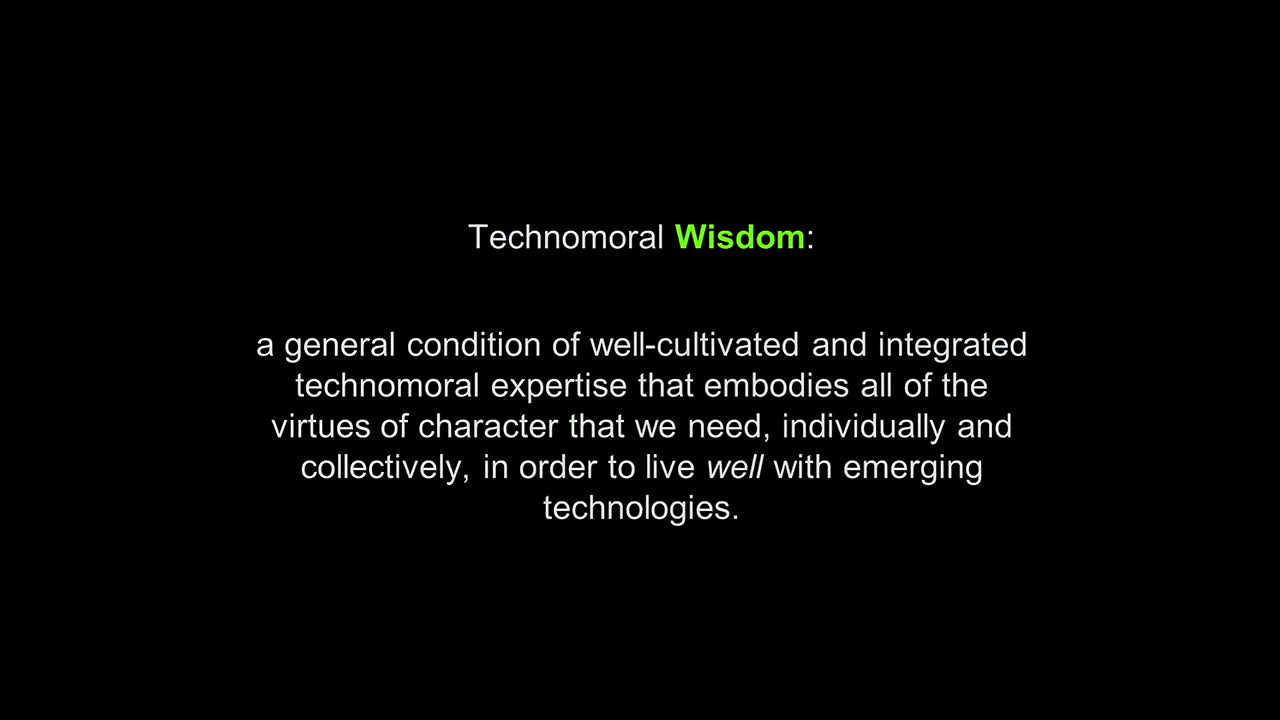 Technomoral Wisdom:
a general condition of well-cultivated and integrated
technomoral expertise that embodies all of the
virtues of character that we need, individually and
collectively, in order to live well with emerging
technologies.